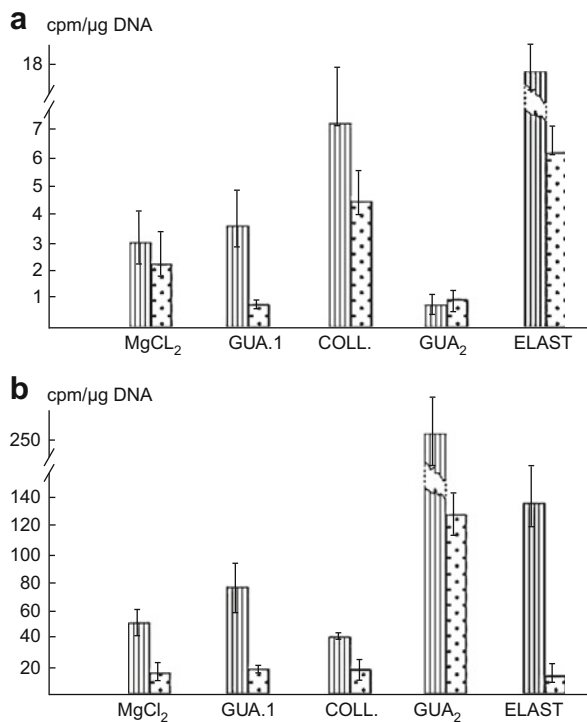 a
cpm/µg DNA
18
7
6
5
4
3
2
1
MgCL₂ GUA.1 COLL. GUA₂ ELAST
b
cpm/µg DNA
250
140
120
100
80
60
40
20
MgCl₂ GUA.1 COLL. GUA₂ ELAST